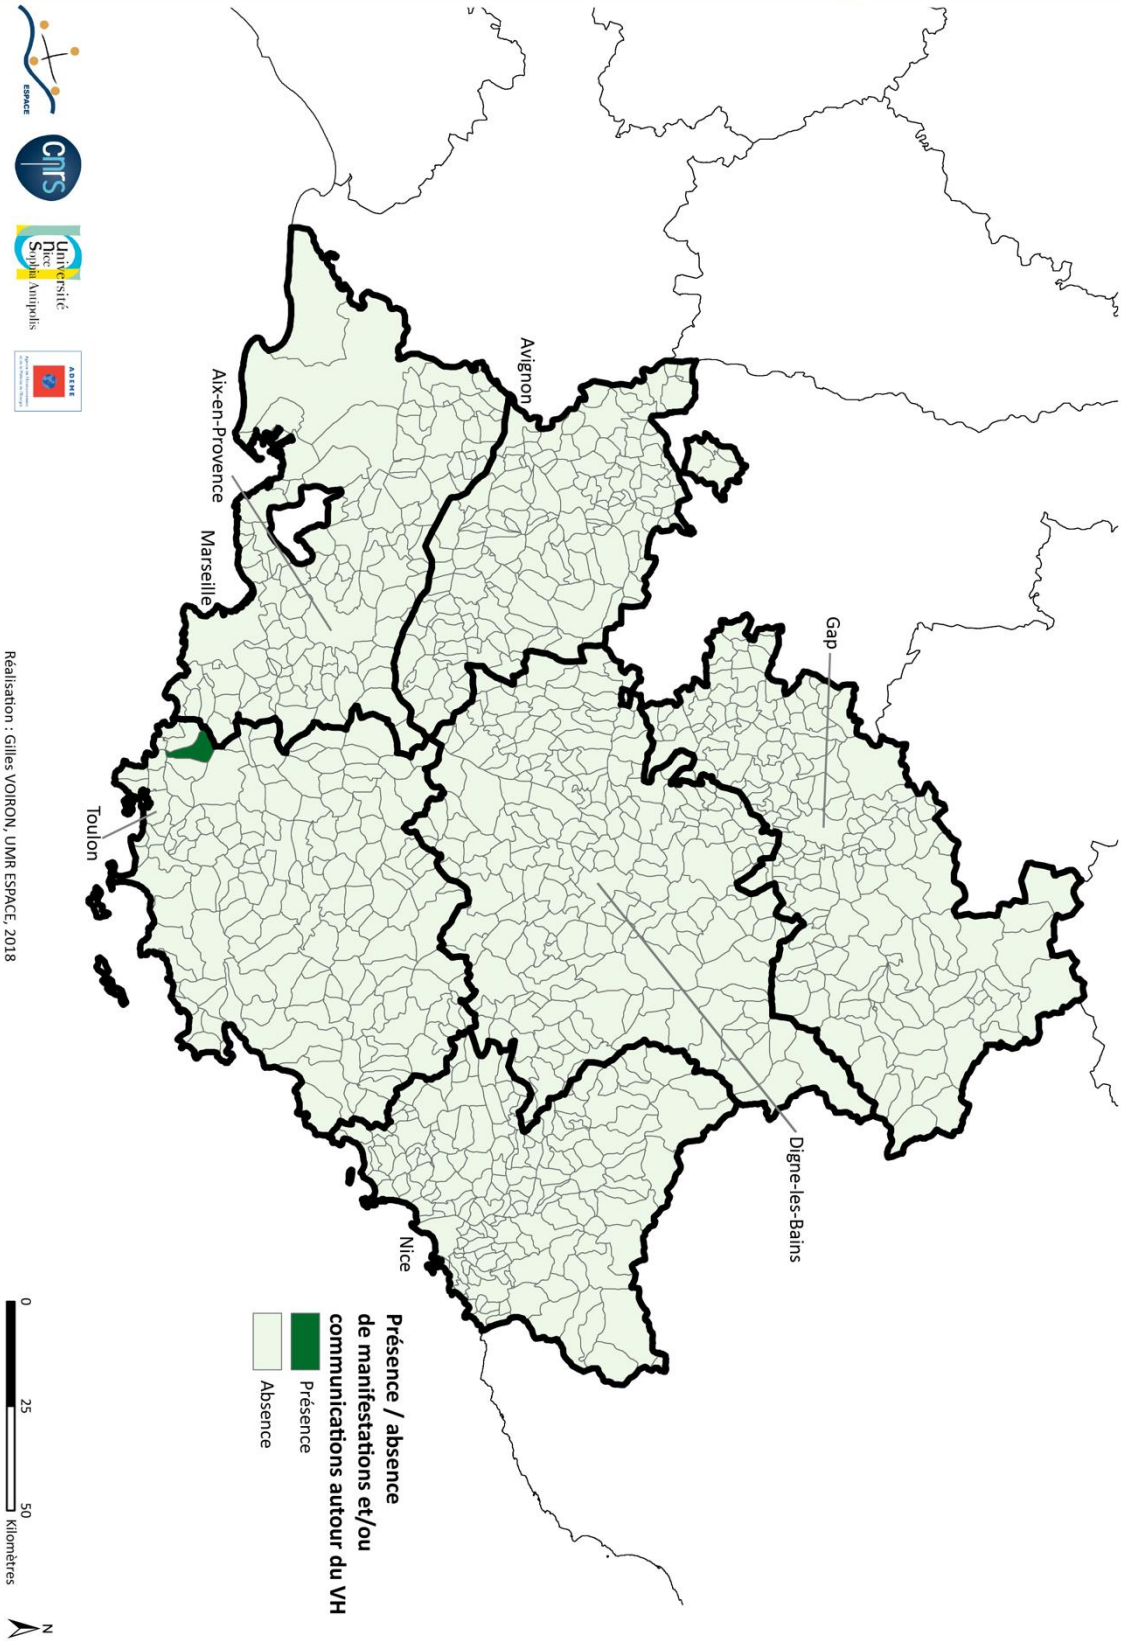 Gap
Digne-les-Bains
Avignon
Aix-en-Provence
Marseille
Toulon
Nice
Présence / absence
de manifestations et/ou
communications autour du VH
Présence
Absence
0 25 50
Kilomètres
N
Réalisation : Gilles VOIRON, UMR ESPACE, 2018
ESPACE
cnrs
Université
nice
Sophia Antipolis
ADEME